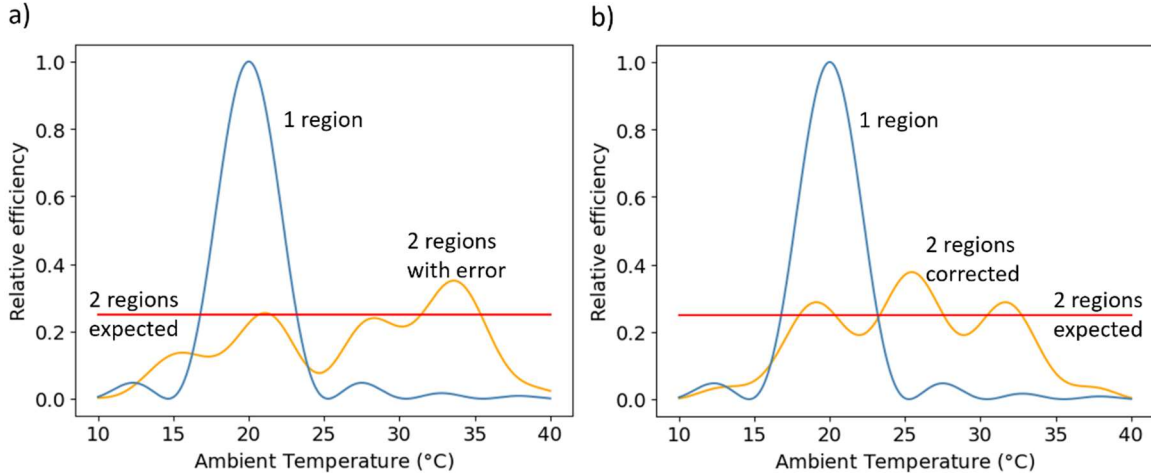 a)
1.0
0.8
0.6
0.4
0.2
0.0
Relative efficiency
1 region
2 regions
with error
2 regions
expected
10 15 20 25 30 35 40
Ambient Temperature (°C)
b)
1.0
0.8
0.6
0.4
0.2
0.0
Relative efficiency
1 region
2 regions
corrected
2 regions
expected
10 15 20 25 30 35 40
Ambient Temperature (°C)